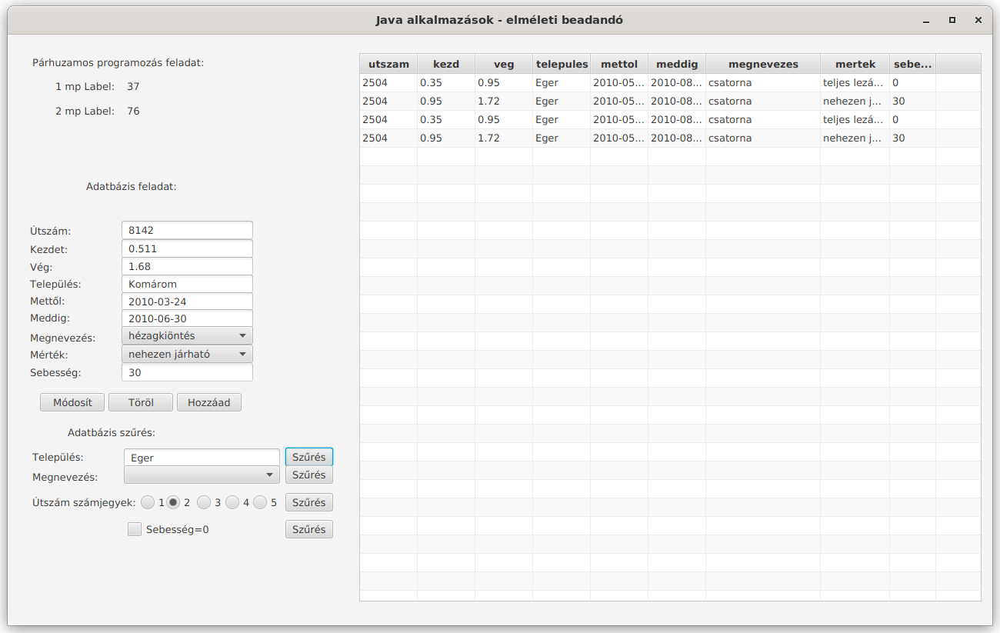 Java alkalmazások - elméleti beadandó
Párhuzamos programozás feladat:
1 mp Label: 37
2 mp Label: 76
Adatbázis feladat:
Útszám: 8142
Kezdet: 0.511
Vég: 1.68
Település: Komárom
Mettől: 2010-03-24
Meddig: 2010-06-30
Megnevezés: hézagkiöntés
Mérték: nehezen járható
Sebesség: 30
Módosít Töröl Hozzáad
Adatbázis szűrés:
Település: Eger Szűrés
Megnevezés: Szűrés
Útszám számjegyek: 1 2 3 4 5 Szűrés
Sebesség=0 Szűrés
utszam kezd veg telepules mettol meddig megnevezes mertek sebe...
2504 0.35 0.95 Eger 2010-05... 2010-08... csatorna teljes lezá... 0
2504 0.95 1.72 Eger 2010-05... 2010-08... csatorna nehezen j... 30
2504 0.35 0.95 Eger 2010-05... 2010-08... csatorna teljes lezá... 0
2504 0.95 1.72 Eger 2010-05... 2010-08... csatorna nehezen j... 30